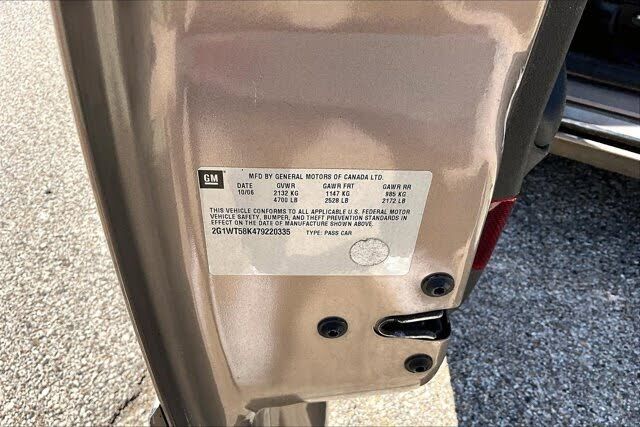 GM MFD BY GENERAL MOTORS OF CANADA LTD.
DATE GVWR GAWR FRT GAWR RR
10/06 2132 KG 1147 KG 985 KG
4700 LB 2528 LB 2172 LB
THIS VEHICLE CONFORMS TO ALL APPLICABLE U.S. FEDERAL MOTOR
VEHICLE SAFETY, BUMPER, AND THEFT PREVENTION STANDARDS IN
EFFECT ON THE DATE OF MANUFACTURE SHOWN ABOVE.
2G1WT58K479220335 TYPE: PASS CAR